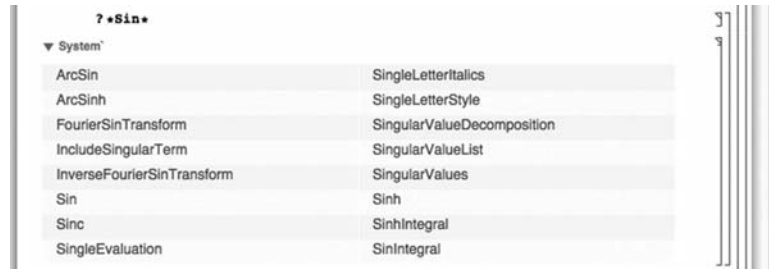 ?*Sin*
System`
ArcSin SingleLetterItalics
ArcSinh SingleLetterStyle
FourierSinTransform SingularValueDecomposition
IncludeSingularTerm SingularValueList
InverseFourierSinTransform SingularValues
Sin Sinh
Sinc SinhIntegral
SingleEvaluation SinIntegral